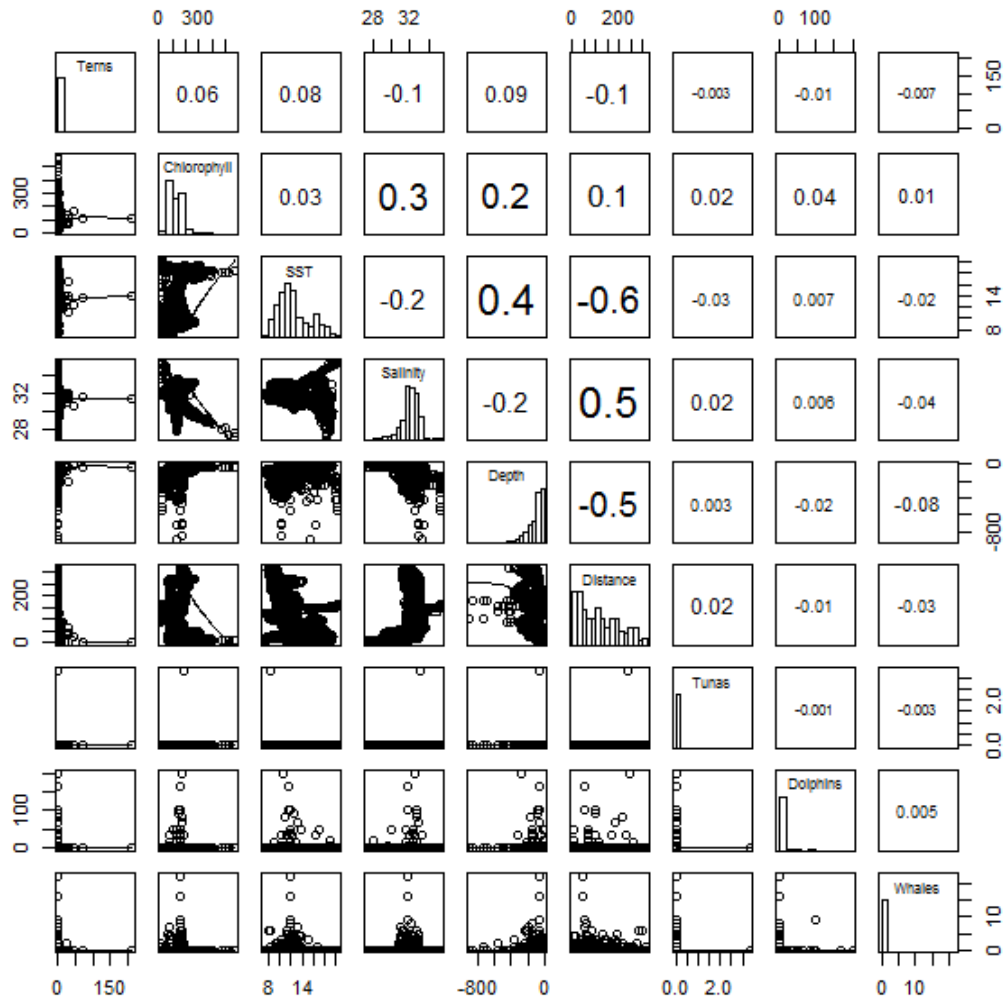 0 300 28 32 0 200 0 100
Terns 0.06 0.08 -0.1 0.09 -0.1 -0.003 -0.01 -0.007 0 150
0 300 Chlorophyll 0.03 0.3 0.2 0.1 0.02 0.04 0.01
SST -0.2 0.4 -0.6 -0.03 0.007 -0.02 8 14
28 32 Salinity -0.2 0.5 0.02 0.006 -0.04
Depth -0.5 0.003 -0.02 -0.08 -800 0
0 200 Distance 0.02 -0.01 -0.03
Tunas -0.001 -0.003 0.0 2.0
0 100 Dolphins 0.005
Whales 0 10
0 150 8 14 -800 0 0.0 2.0 0 10